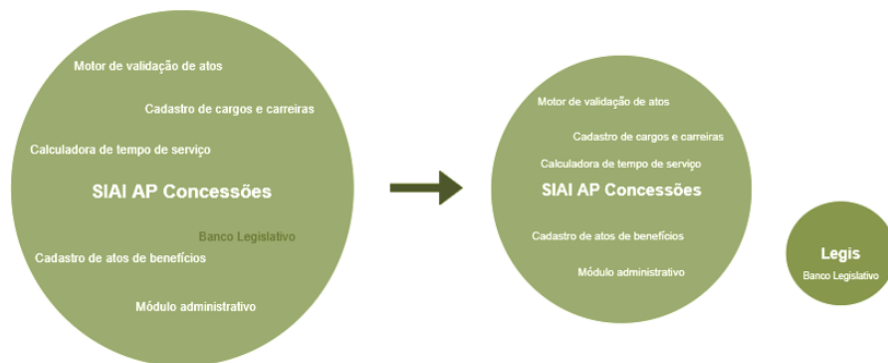 Motor de validação de atos
Cadastro de cargos e carreiras
Calculadora de tempo de serviço
SIAI AP Concessões
Banco Legislativo
Cadastro de atos de benefícios
Módulo administrativo
Motor de validação de atos
Cadastro de cargos e carreiras
Calculadora de tempo de serviço
SIAI AP Concessões
Cadastro de atos de benefícios
Módulo administrativo
Legis
Banco Legislativo